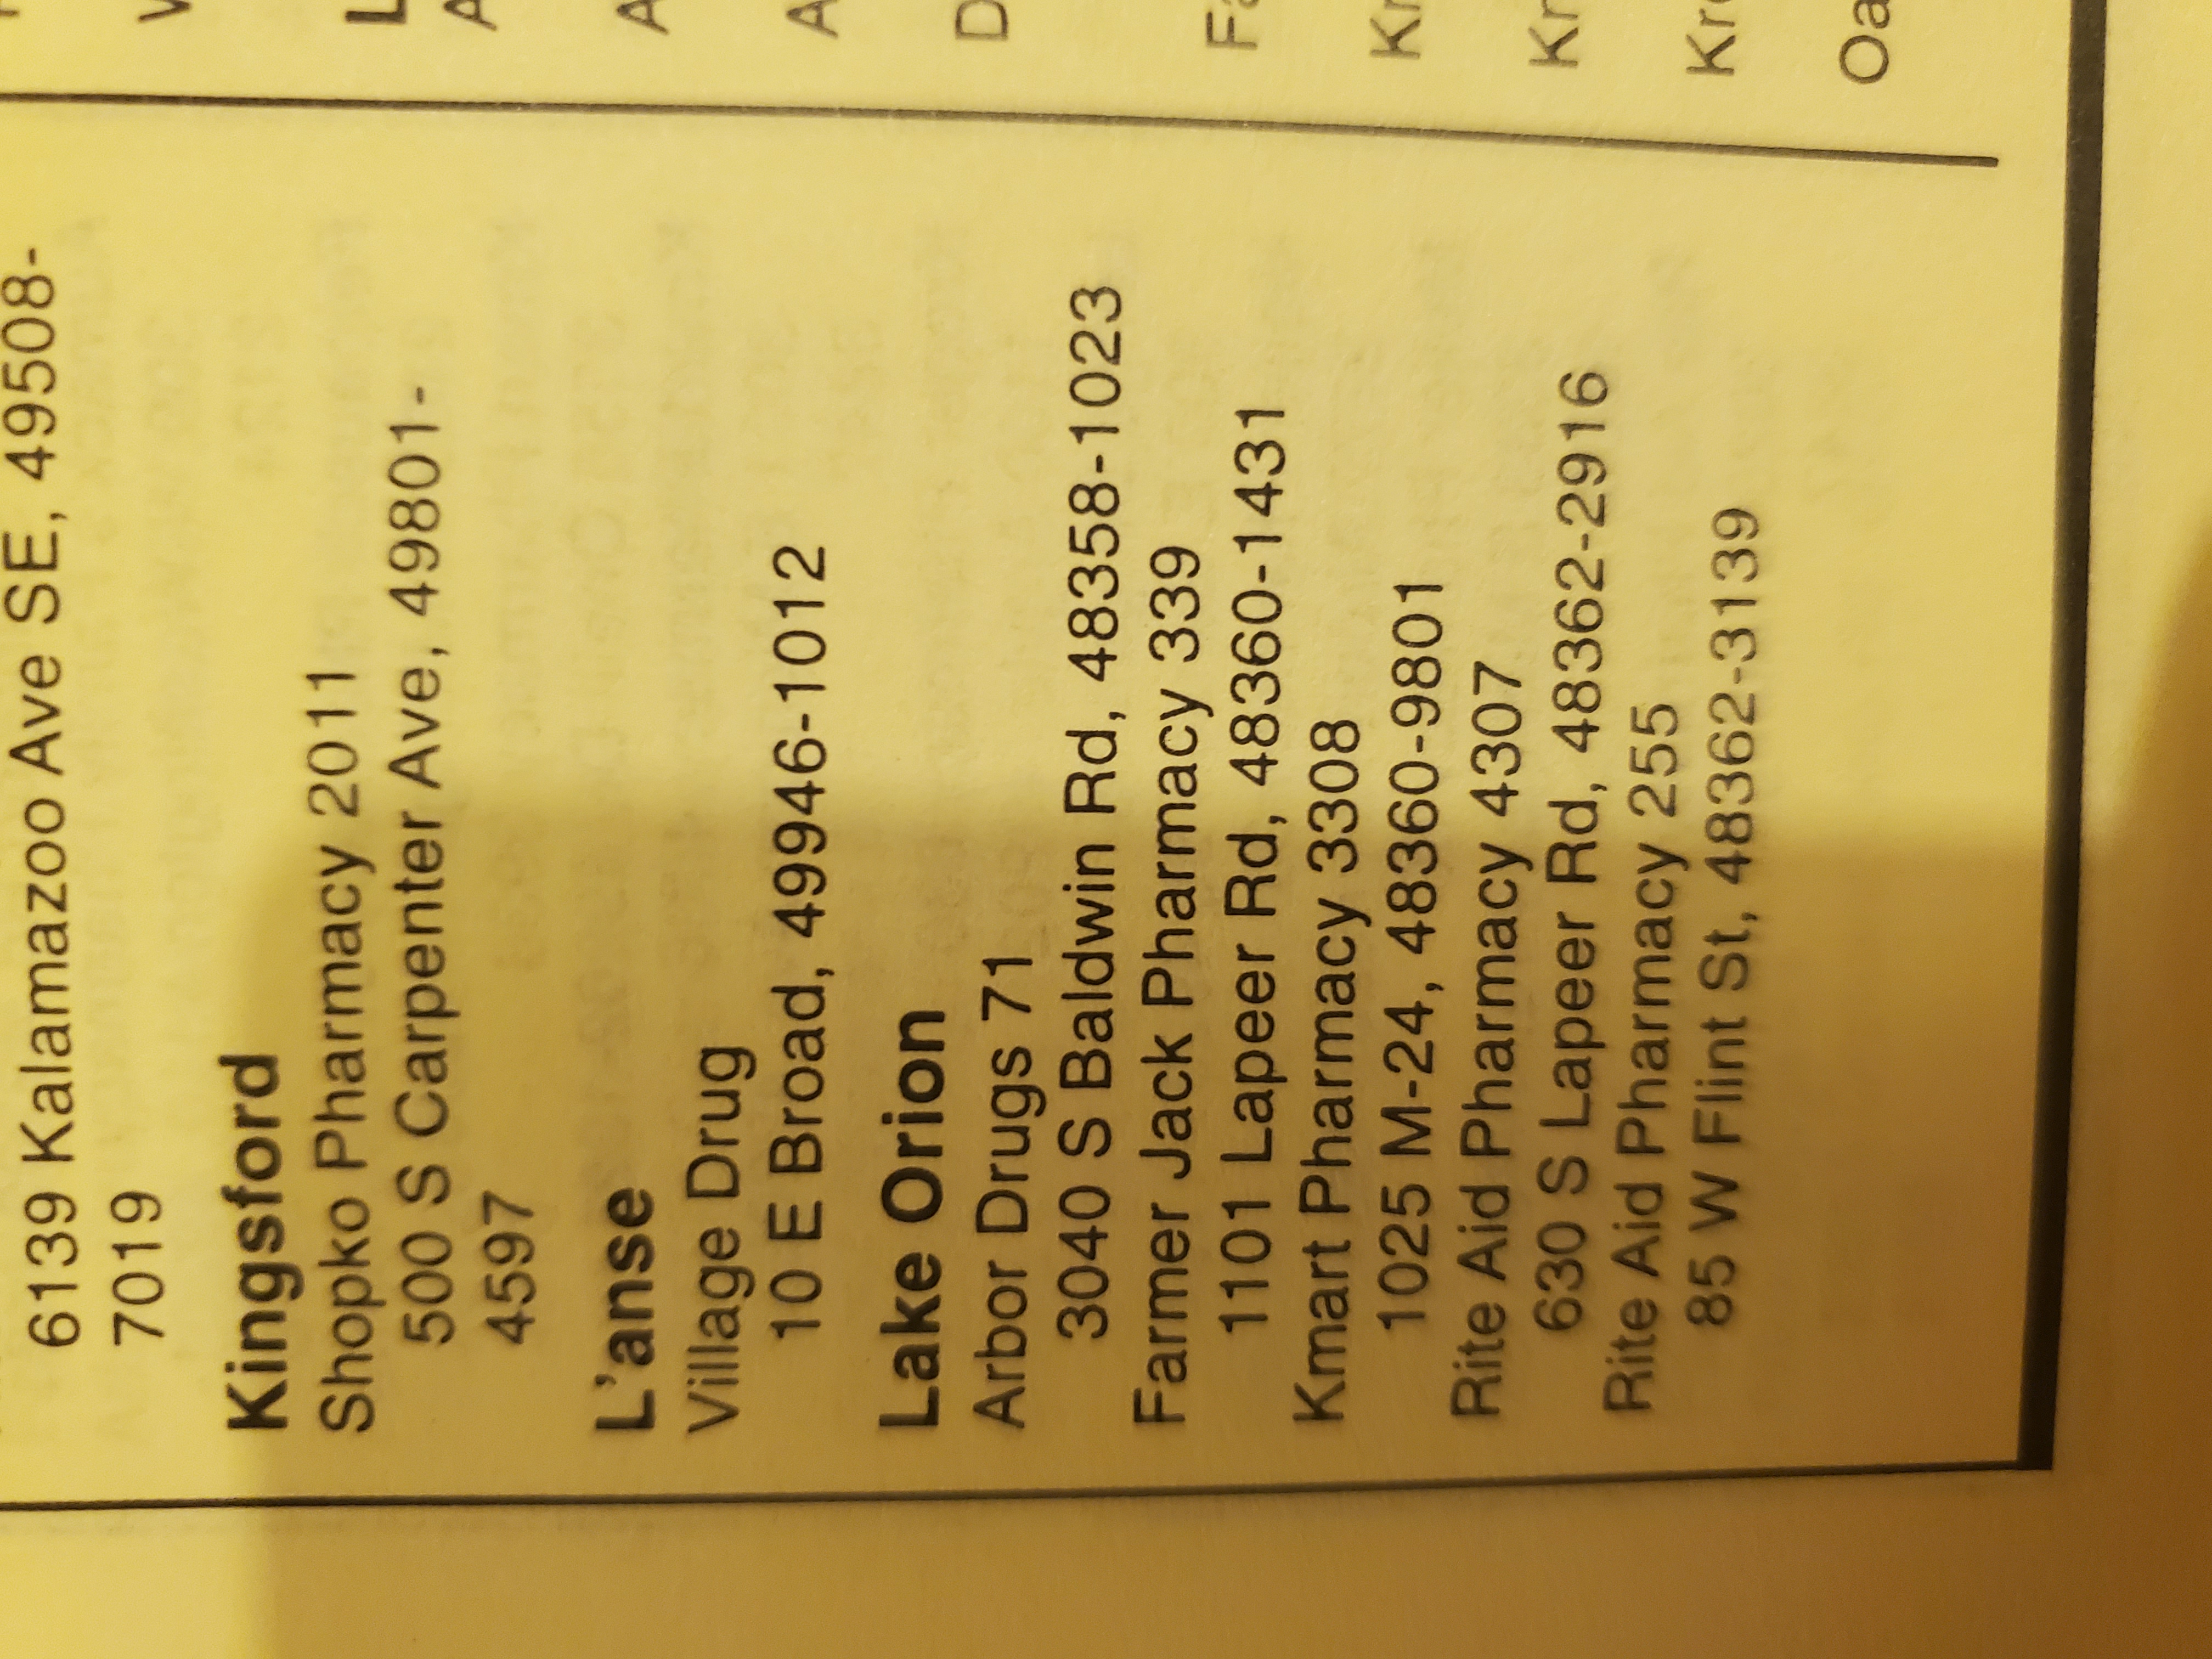 6139 Kalamazoo Ave SE, 49508-
7019
Kingsford
Shopko Pharmacy 2011
500 S Carpenter Ave, 49801-
4597
L'anse
Village Drug
10 E Broad, 49946-1012
Lake Orion
Arbor Drugs 71
3040 S Baldwin Rd, 48358-1023
Farmer Jack Pharmacy 339
1101 Lapeer Rd, 48360-1431
Kmart Pharmacy 3308
1025 M-24, 48360-9801
Rite Aid Pharmacy 4307
630 S Lapeer Rd, 48362-2916
Rite Aid Pharmacy 255
85 W Flint St, 48362-3139